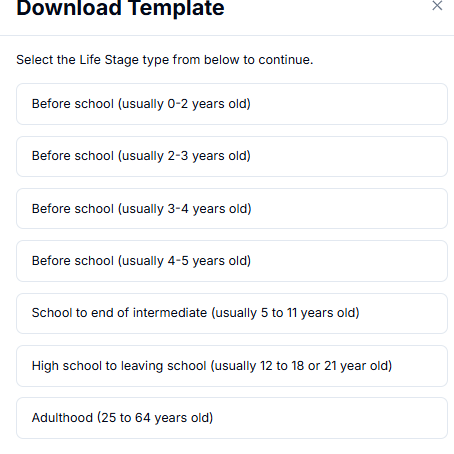 Download Template
Select the Life Stage type from below to continue.
Before school (usually 0-2 years old)
Before school (usually 2-3 years old)
Before school (usually 3-4 years old)
Before school (usually 4-5 years old)
School to end of intermediate (usually 5 to 11 years old)
High school to leaving school (usually 12 to 18 or 21 year old)
Adulthood (25 to 64 years old)